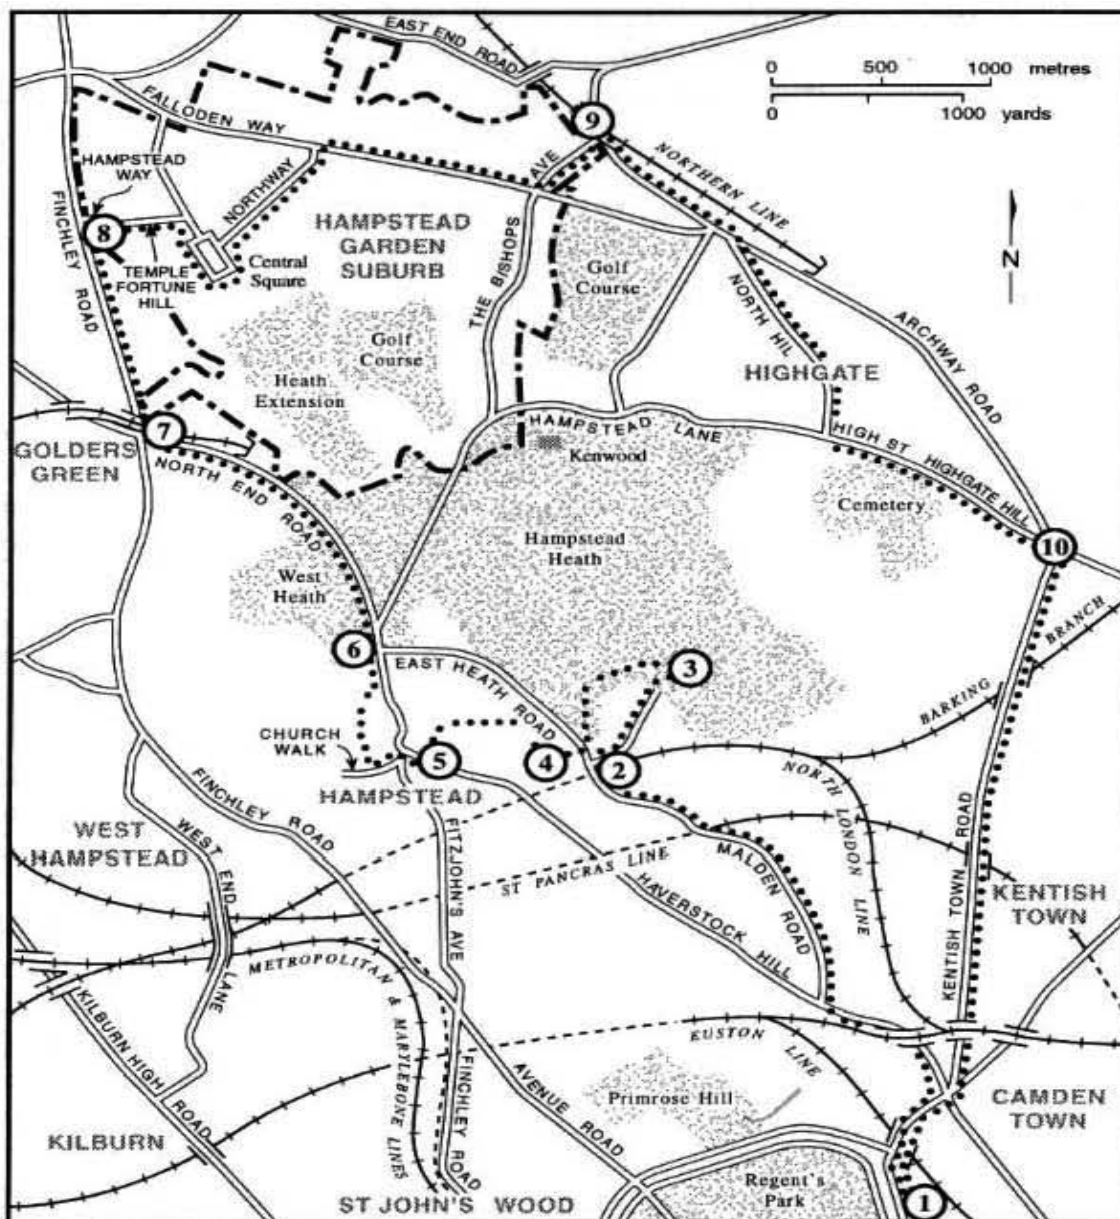 EAST END ROAD
0 500 1000 metres
0 1000 yards
FALLODEN WAY
9
AVE
NORTHERN LINE
HAMPSTEAD
WAY
NORTHWAY
FINCHLEY ROAD
8
HAMPSTEAD
GARDEN
SUBURB
THE BISHOPS
N
Central
Square
TEMPLE
FORTUNE
HILL
Golf
Course
NORTH HIL
ARCHWAY ROAD
Golf
Course
Heath
Extension
HIGHGATE
7
HAMPSTEAD LANE
HIGH ST HIGHGATE HILL
GOLDERS
GREEN
NORTH END ROAD
Kenwood
Cemetery
Hampstead
Heath
10
West
Heath
BRANCH
6
EAST HEATH ROAD
3
BARKING
CHURCH
WALK
5
4
2
HAMPSTEAD
NORTH LONDON LINE
FINCHLEY ROAD
WEST
HAMPSTEAD
WEST END LANE
FITZJOHN'S AVE
ST PANCRAS LINE
MALDEN ROAD
HAVERSTOCK HILL
KENTISH TOWN ROAD
KENTISH
TOWN
METROPOLITAN & MARYLEBONE LINES
KILBURN HIGH ROAD
EUSTON LINE
FINCHLEY ROAD
AVENUE ROAD
Primrose Hill
CAMDEN
TOWN
KILBURN
ST JOHN'S WOOD
Regent's
Park
1